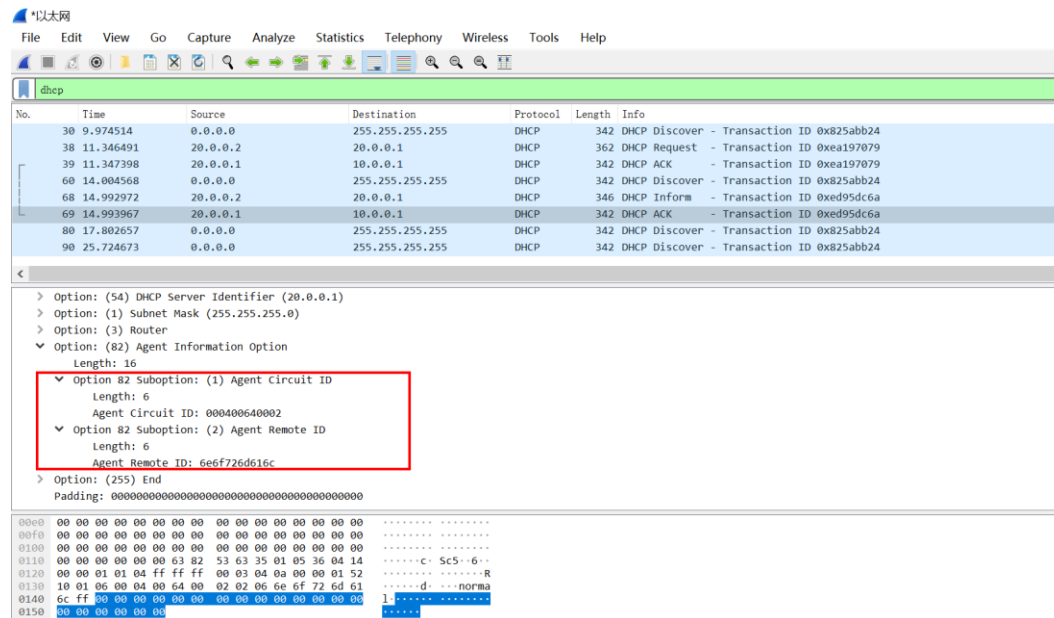 *以太网
File Edit View Go Capture Analyze Statistics Telephony Wireless Tools Help
dhcp
No. Time Source Destination Protocol Length Info
30 9.974514 0.0.0.0 255.255.255.255 DHCP 342 DHCP Discover - Transaction ID 0x825abb24
38 11.346491 20.0.0.2 20.0.0.1 DHCP 362 DHCP Request - Transaction ID 0xea197079
39 11.347398 20.0.0.1 10.0.0.1 DHCP 342 DHCP ACK - Transaction ID 0xea197079
60 14.004568 0.0.0.0 255.255.255.255 DHCP 342 DHCP Discover - Transaction ID 0x825abb24
68 14.992972 20.0.0.2 20.0.0.1 DHCP 346 DHCP Inform - Transaction ID 0xed95dc6a
69 14.993967 20.0.0.1 10.0.0.1 DHCP 342 DHCP ACK - Transaction ID 0xed95dc6a
80 17.802657 0.0.0.0 255.255.255.255 DHCP 342 DHCP Discover - Transaction ID 0x825abb24
90 25.724673 0.0.0.0 255.255.255.255 DHCP 342 DHCP Discover - Transaction ID 0x825abb24
Option: (54) DHCP Server Identifier (20.0.0.1)
Option: (1) Subnet Mask (255.255.255.0)
Option: (3) Router
Option: (82) Agent Information Option
Length: 16
Option 82 Suboption: (1) Agent Circuit ID
Length: 6
Agent Circuit ID: 000400640002
Option 82 Suboption: (2) Agent Remote ID
Length: 6
Agent Remote ID: 6e6f726d616c
Option: (255) End
Padding: 000000000000000000000000000000000000000000
00e0 00 00 00 00 00 00 00 00 00 00 00 00 00 00 00 00 ········ ········
00f0 00 00 00 00 00 00 00 00 00 00 00 00 00 00 00 00 ········ ········
0100 00 00 00 00 00 00 00 00 00 00 00 00 00 00 00 00 ········ ········
0110 00 00 00 00 00 00 63 82 53 63 35 01 05 36 04 14 ······c· Sc5··6··
0120 00 00 01 01 04 ff ff ff 00 03 04 0a 00 00 01 52 ········ ·······R
0130 10 01 06 00 04 00 64 00 02 02 06 6e 6f 72 6d 61 ······d· ···norma
0140 6c ff 00 00 00 00 00 00 00 00 00 00 00 00 00 00 l······· ········
0150 00 00 00 00 00 00 ······